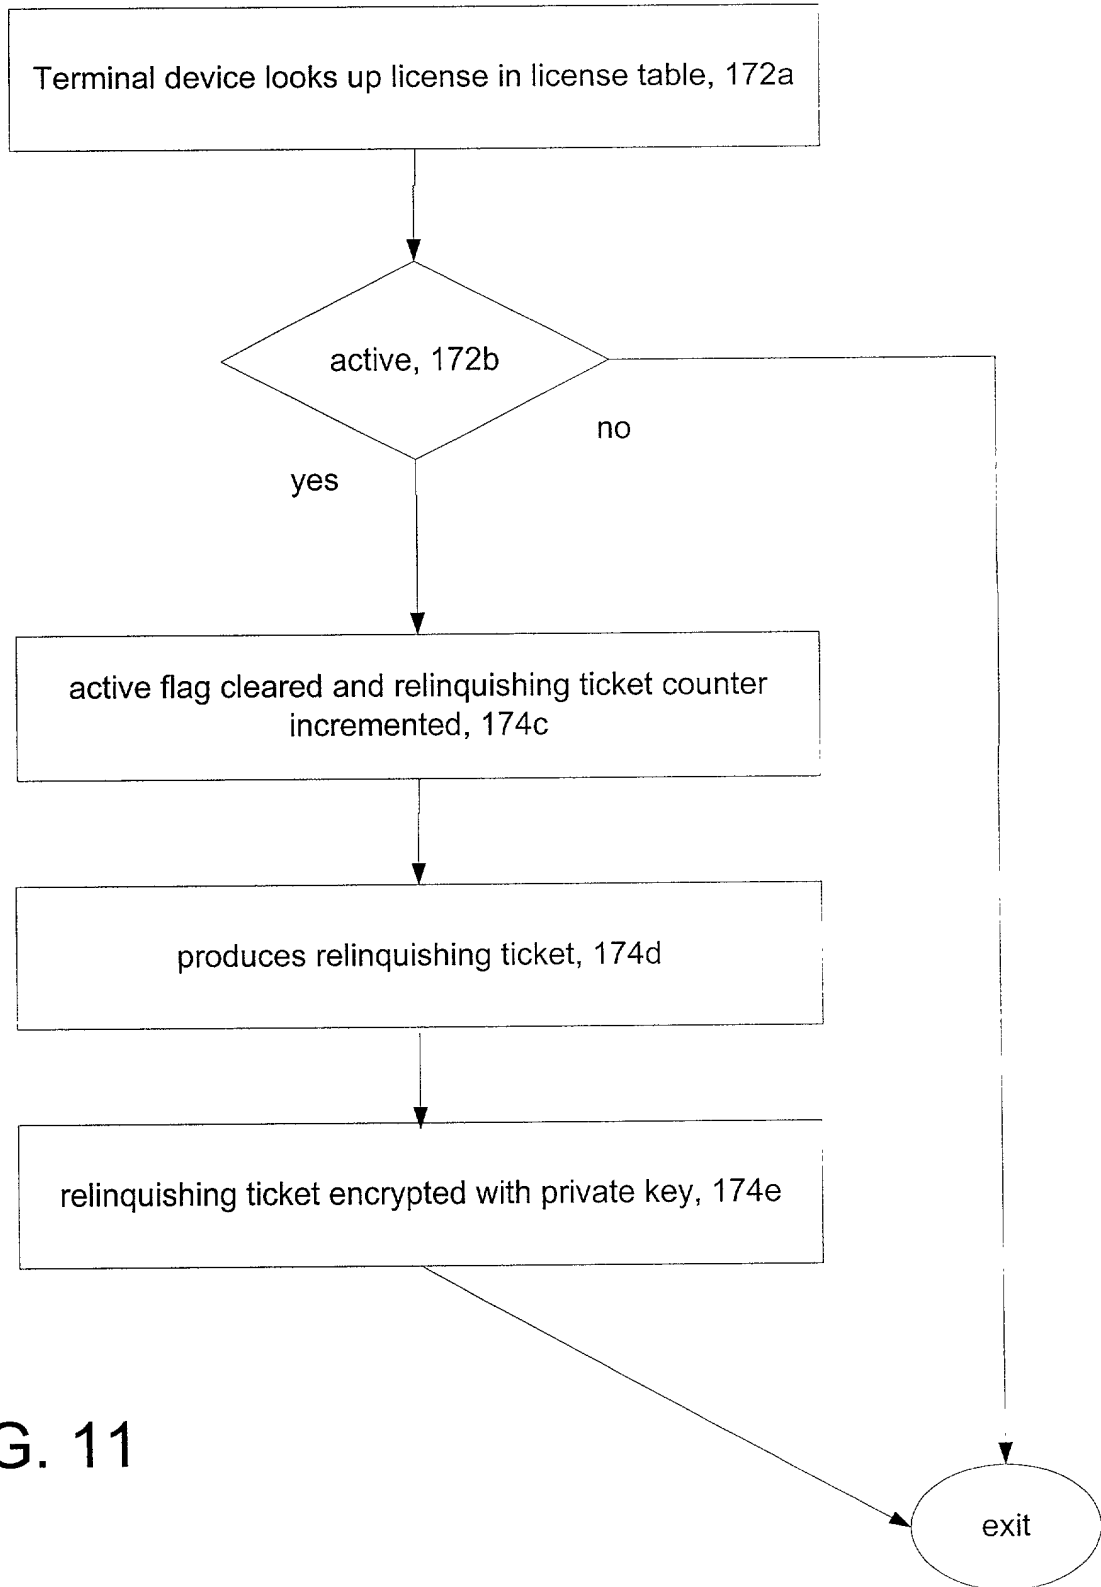 Terminal device looks up license in license table, 172a
active, 172b
no
yes
active flag cleared and relinquishing ticket counter
incremented, 174c
produces relinquishing ticket, 174d
relinquishing ticket encrypted with private key, 174e
G. 11
exit